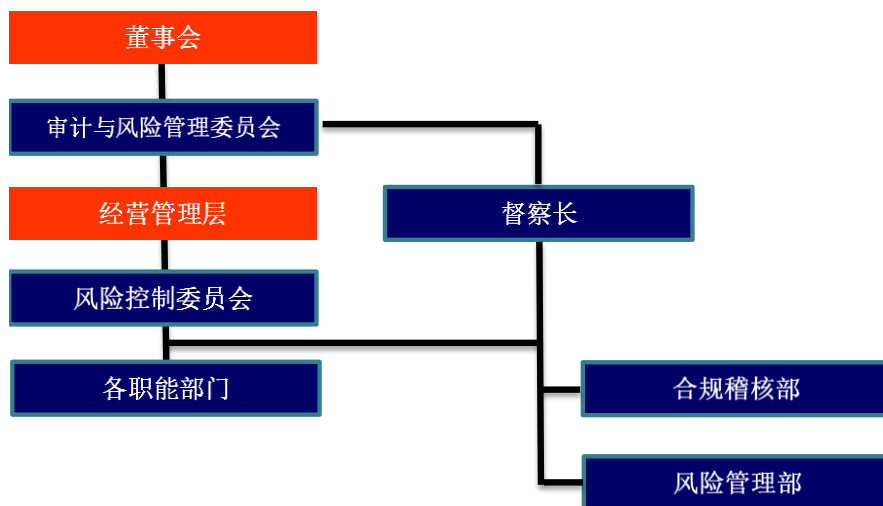 董事会
审计与风险管理委员会
经营管理层
督察长
风险控制委员会
各职能部门
合规稽核部
风险管理部